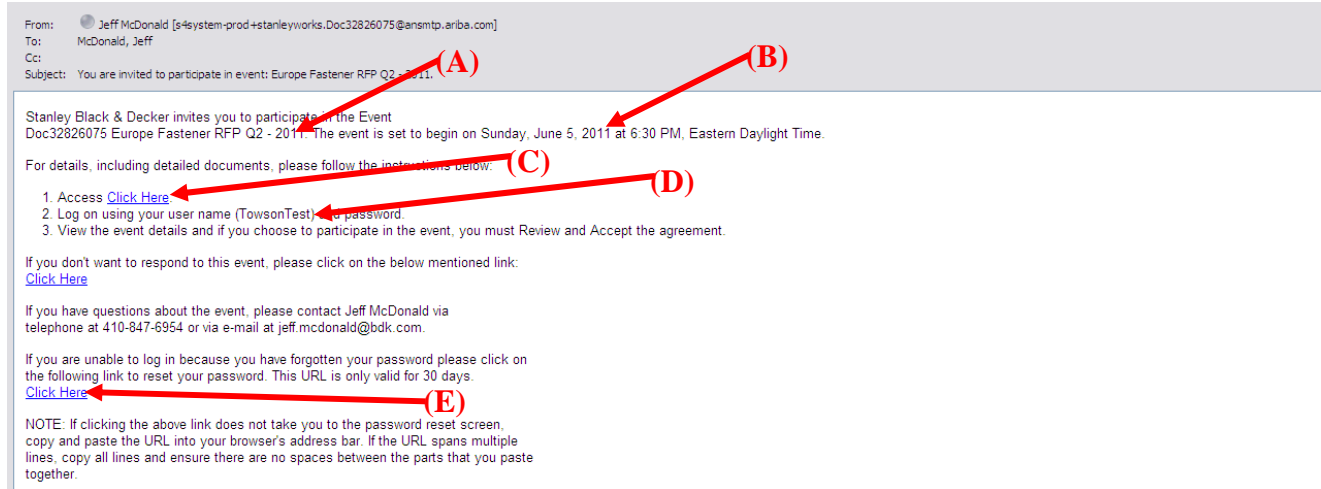 From: Jeff McDonald [s4system-prod+stanleyworks.Doc32826075@ansmtp.ariba.com]
To: McDonald, Jeff
Cc:
Subject: You are invited to participate in event: Europe Fastener RFP Q2 - 2011.
(A)
(B)
Stanley Black & Decker invites you to participate in the Event
Doc32826075 Europe Fastener RFP Q2 - 2011. The event is set to begin on Sunday, June 5, 2011 at 6:30 PM, Eastern Daylight Time.
For details, including detailed documents, please follow the instructions below:
(C)
(D)
1. Access Click Here.
2. Log on using your user name (TowsonTest) and password.
3. View the event details and if you choose to participate in the event, you must Review and Accept the agreement.
If you don't want to respond to this event, please click on the below mentioned link:
Click Here
If you have questions about the event, please contact Jeff McDonald via
telephone at 410-847-6954 or via e-mail at jeff.mcdonald@bdk.com.
If you are unable to log in because you have forgotten your password please click on
the following link to reset your password. This URL is only valid for 30 days.
Click Here
(E)
NOTE: If clicking the above link does not take you to the password reset screen,
copy and paste the URL into your browser's address bar. If the URL spans multiple
lines, copy all lines and ensure there are no spaces between the parts that you paste
together.